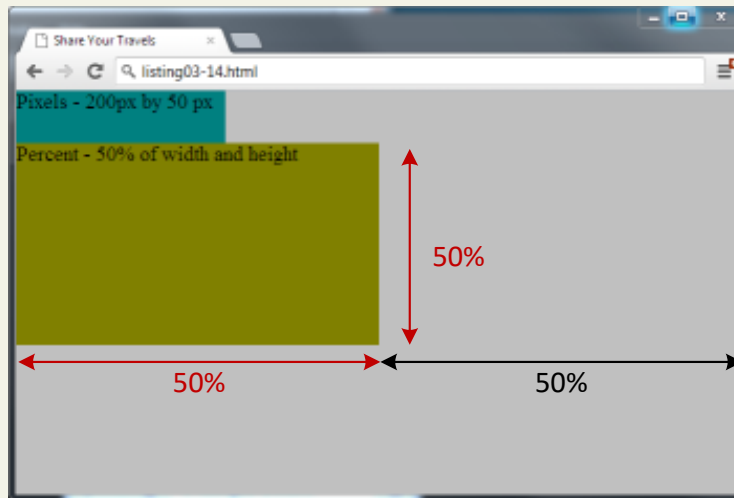 Share Your Travels
listing03-14.html
Pixels - 200px by 50 px
Percent - 50% of width and height
50%
50%
50%